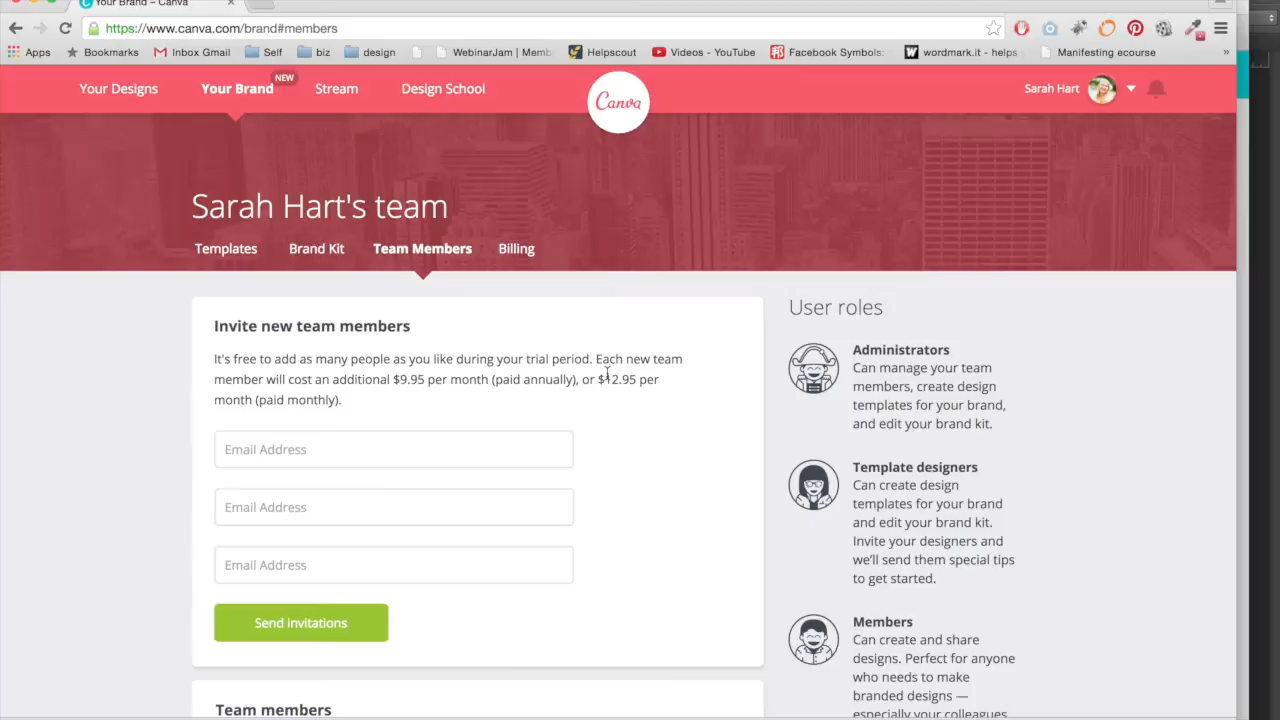 Your Brand – Canva
https://www.canva.com/brand#members
Apps
Bookmarks
Inbox Gmail
Self
biz
design
WebinarJam | Memb
Helpscout
Videos - YouTube
Facebook Symbols:
wordmark.it - helps
Manifesting ecourse
»
Your Designs
Your Brand
NEW
Stream
Design School
Canva
Sarah Hart
Sarah Hart's team
Templates
Brand Kit
Team Members
Billing
Invite new team members
It's free to add as many people as you like during your trial period. Each new team
member will cost an additional $9.95 per month (paid annually), or $12.95 per
month (paid monthly).
Email Address
Email Address
Email Address
Send invitations
Team members
User roles
Administrators
Can manage your team
members, create design
templates for your brand,
and edit your brand kit.
Template designers
Can create design
templates for your brand
and edit your brand kit.
Invite your designers and
we'll send them special tips
to get started.
Members
Can create and share
designs. Perfect for anyone
who needs to make
branded designs —
especially your colleagues